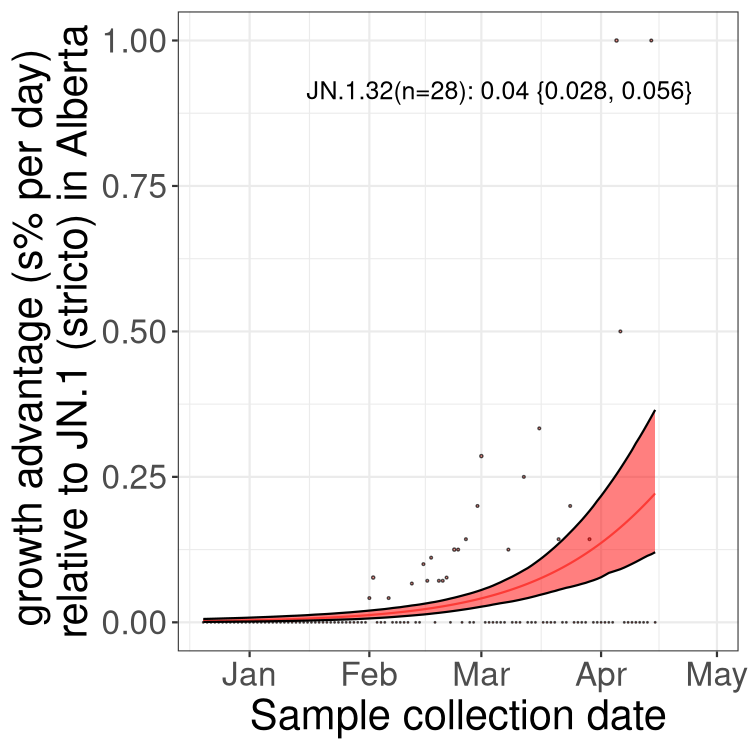 growth advantage (s% per day)
relative to JN.1 (stricto) in Alberta
1.00
0.75
0.50
0.25
0.00
JN.1.32(n=28): 0.04 {0.028, 0.056}
Jan Feb Mar Apr May
Sample collection date